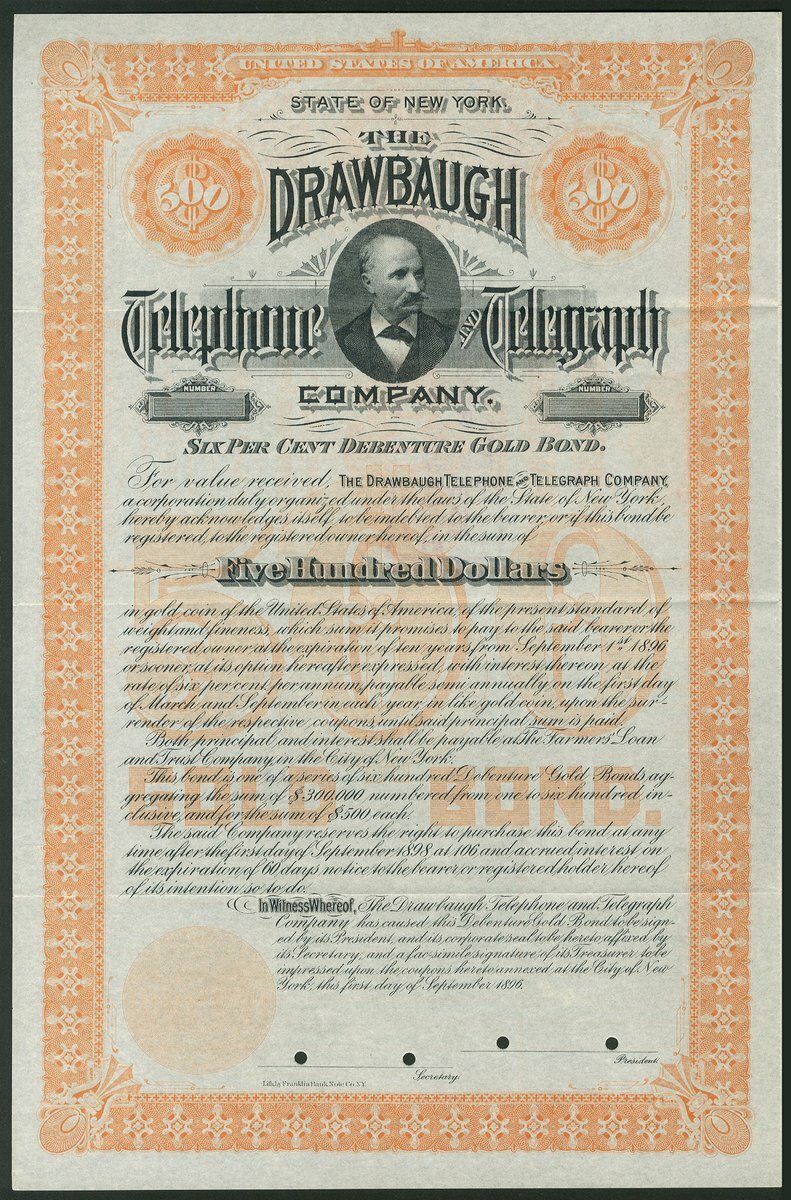 UNITED STATES OF AMERICA
STATE OF NEW YORK.
THE
500
$
500
$
DRAWBAUGH
Telephone AND Telegraph
COMPANY.
NUMBER
NUMBER
SIX PER CENT DEBENTURE GOLD BOND.
For value received, THE DRAWBAUGH TELEPHONE AND TELEGRAPH COMPANY,
a corporation duly organized under the laws of the State of New York
hereby acknowledges itself to be indebted to the bearer, or if this bond be
registered, to the registered owner hereof, in the sum of
Five Hundred Dollars
in gold coin of the United States of America, of the present standard of
weight and fineness, which sum it promises to pay to the said bearer or the
registered owner at the expiration of ten years from September 1st 1896
or sooner, at its option hereafter expressed, with interest thereon at the
rate of six per cent. per annum, payable semi annually on the first day
of March and September in each year, in like gold coin, upon the sur-
render of the respective coupons, until said principal sum is paid.
Both principal and interest shall be payable at The Farmers' Loan
and Trust Company, in the City of New York.
This bond is one of a series of six hundred Debenture Gold Bonds, ag-
gregating the sum of $300,000 numbered from one to six hundred, in-
clusive, and for the sum of $500 each.
The said Company reserves the right to purchase this bond at any
time after the first day of September 1898 at 106 and accrued interest on
the expiration of 60 days notice to the bearer or registered holder hereof
of its intention so to do.
In Witness Whereof, The Drawbaugh Telephone and Telegraph
Company has caused this Debenture Gold Bond to be sign-
ed by its President, and its corporate seal to be hereto affixed by
its Secretary, and a fac simile signature of its Treasurer to be
impressed upon the coupons hereto annexed at the City of New
York, this first day of September 1896.
President.
Secretary.
Lith. by Franklin Bank Note Co. N.Y.